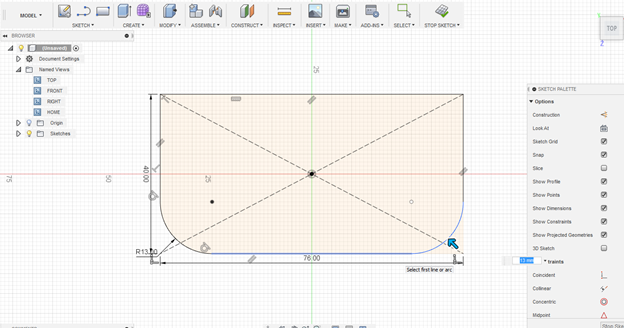 MODEL
SKETCH
CREATE
MODIFY
ASSEMBLE
CONSTRUCT
INSPECT
INSERT
MAKE
ADD-INS
SELECT
STOP SKETCH
TOP
Z
BROWSER
(Unsaved)
Document Settings
Named Views
TOP
FRONT
RIGHT
HOME
Origin
Sketches
25
75
50
25
40.00
R13.00
76.00
Select first line or arc
SKETCH PALETTE
Options
Construction
Look At
Sketch Grid
Snap
Slice
Show Profile
Show Points
Show Dimensions
Show Constraints
Show Projected Geometries
3D Sketch
traints
Coincident
Collinear
Concentric
Midpoint
Stop Ske